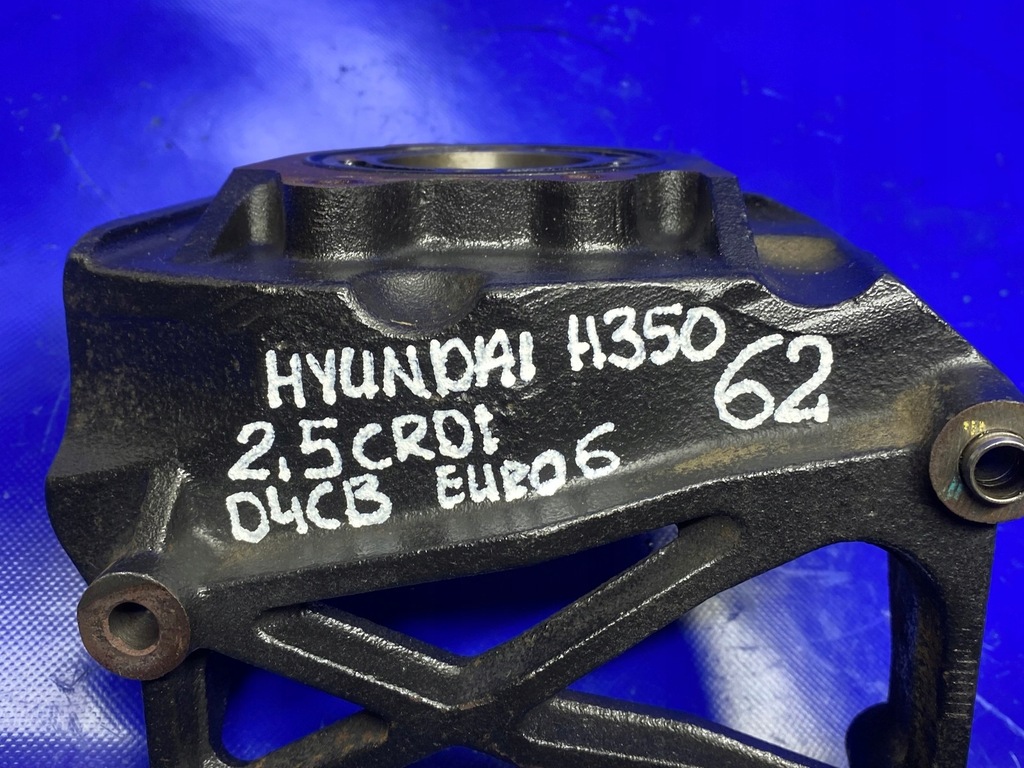 HYUNDAI H350
62
2.5CRDI
D4CB EURO6